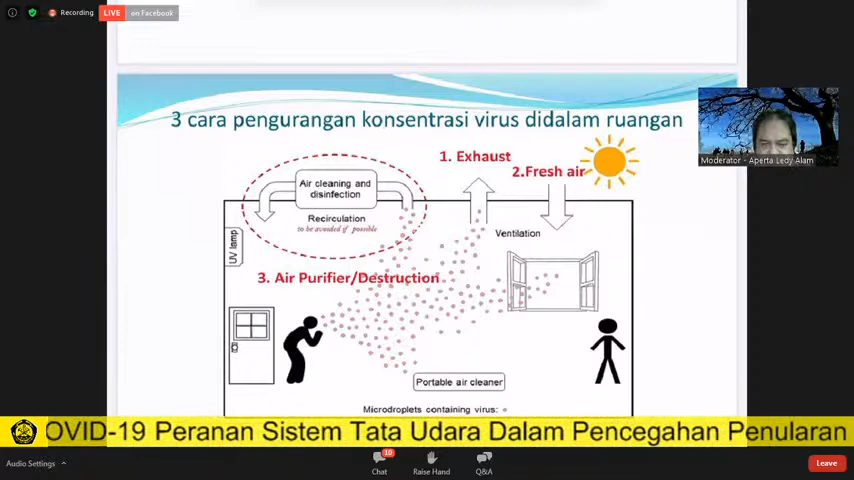 Recording
LIVE
on Facebook
3 cara pengurangan konsentrasi virus didalam ruangan
1. Exhaust
2.Fresh air
Air cleaning and
disinfection
Recirculation
to be avoided if possible
Ventilation
UV lamp
3. Air Purifier/Destruction
Portable air cleaner
Microdroplets containing virus:
Moderator - Aperta Ledy Alam
OVID-19 Peranan Sistem Tata Udara Dalam Pencegahan Penularan
Audio Settings
10
Chat
Raise Hand
Q&A
Leave